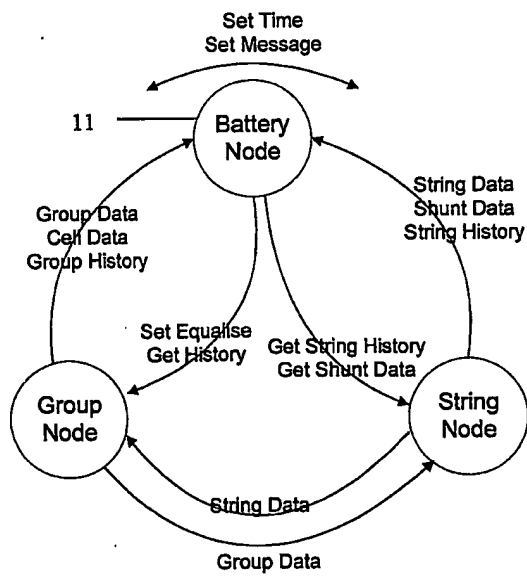 Set Time
Set Message
11
Battery
Node
Group Data
Cell Data
Group History
String Data
Shunt Data
String History
Set Equalise
Get History
Get String History
Get Shunt Data
Group
Node
String
Node
String Data
Group Data